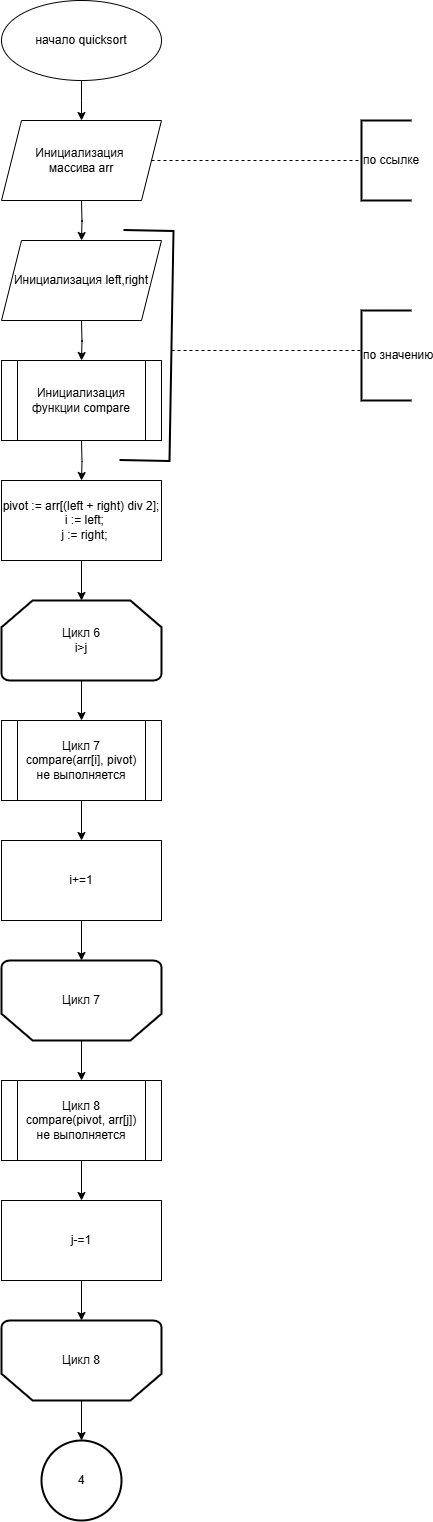 начало quicksort
Инициализация
массива arr
по ссылке
Инициализация left,right
по значению
Инициализация
функции compare
pivot := arr[(left + right) div 2];
i := left;
j := right;
Цикл 6
i>j
Цикл 7
compare(arr[i], pivot)
не выполняется
i+=1
Цикл 7
Цикл 8
compare(pivot, arr[j])
не выполняется
j-=1
Цикл 8
4